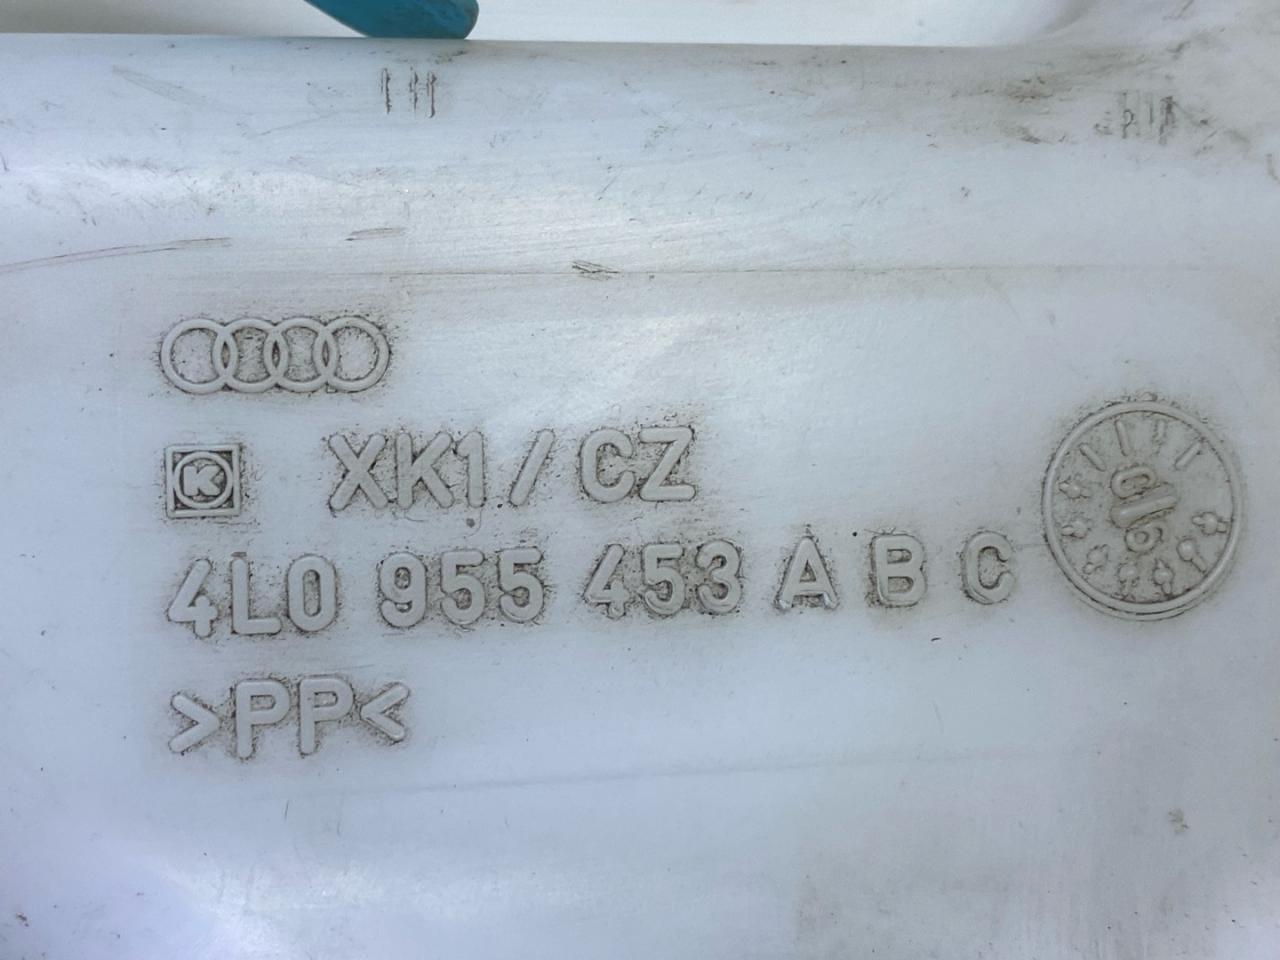 K XK1/CZ
4L0 955 453 A B C
>PP<